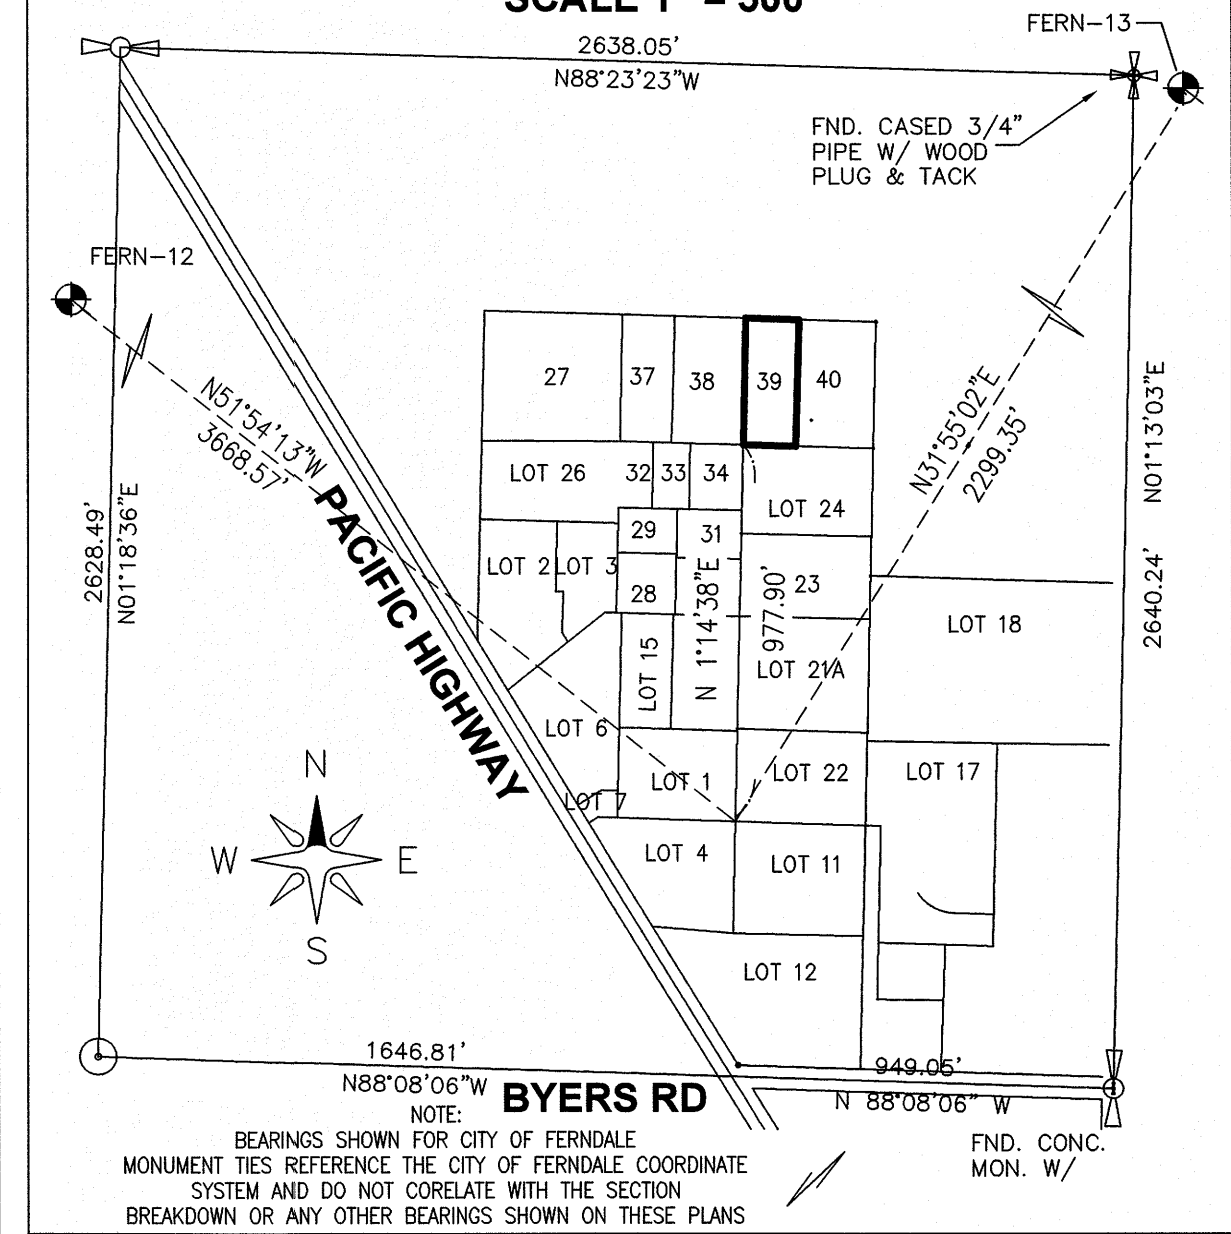 SCALE 1" = 500'
FERN-13
2638.05'
N88°23'23"W
FND. CASED 3/4"
PIPE W/ WOOD
PLUG & TACK
FERN-12
N51°54'13"W
3668.57'
27
37
38
39
40
N31°55'02"E
2299.35'
N01°13'03"E
2640.24'
2628.49'
N01°18'36"E
PACIFIC HIGHWAY
LOT 26
32
33
34
LOT 24
29
31
LOT 2
LOT 3
28
N 1°14'38"E
977.90'
23
LOT 18
LOT 15
LOT 21A
LOT 6
LOT 1
LOT 22
LOT 17
LOT 7
LOT 4
LOT 11
LOT 12
N
W
E
S
1646.81'
N88°08'06"W
BYERS RD
949.05'
N 88°08'06" W
NOTE:
BEARINGS SHOWN FOR CITY OF FERNDALE
MONUMENT TIES REFERENCE THE CITY OF FERNDALE COORDINATE
SYSTEM AND DO NOT CORELATE WITH THE SECTION
BREAKDOWN OR ANY OTHER BEARINGS SHOWN ON THESE PLANS
FND. CONC.
MON. W/